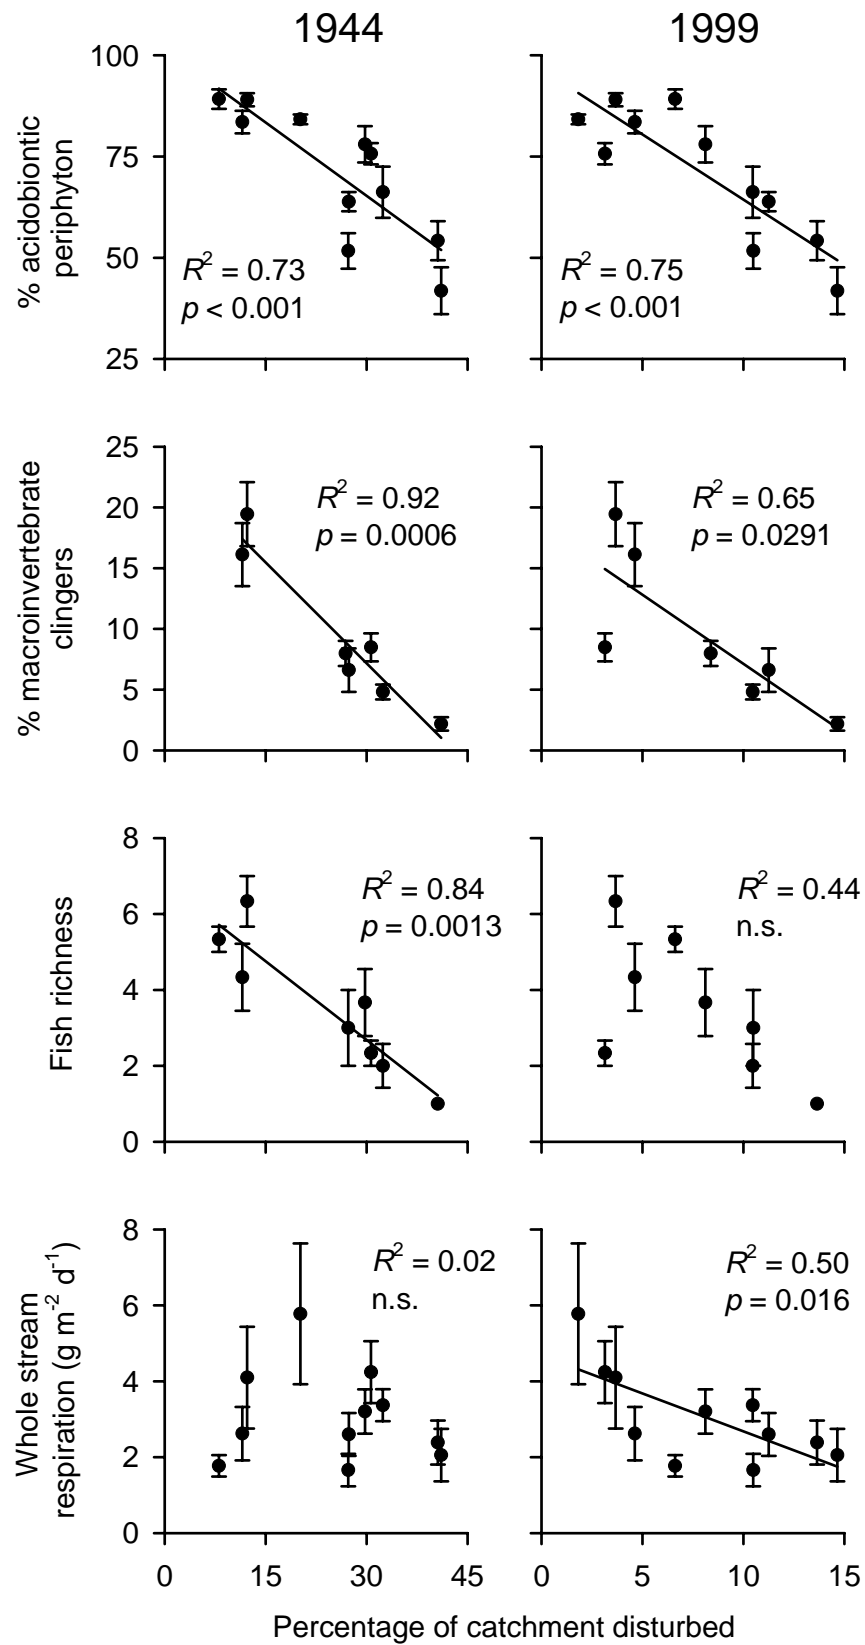 1944
1999
% acidobiontic
periphyton
100
75
50
25
R² = 0.73
p < 0.001
R² = 0.75
p < 0.001
% macroinvertebrate
clingers
25
20
15
10
5
0
R² = 0.92
p = 0.0006
R² = 0.65
p = 0.0291
Fish richness
8
6
4
2
0
R² = 0.84
p = 0.0013
R² = 0.44
n.s.
Whole stream
respiration (g m⁻² d⁻¹)
8
6
4
2
0
R² = 0.02
n.s.
R² = 0.50
p = 0.016
0 15 30 45
0 5 10 15
Percentage of catchment disturbed